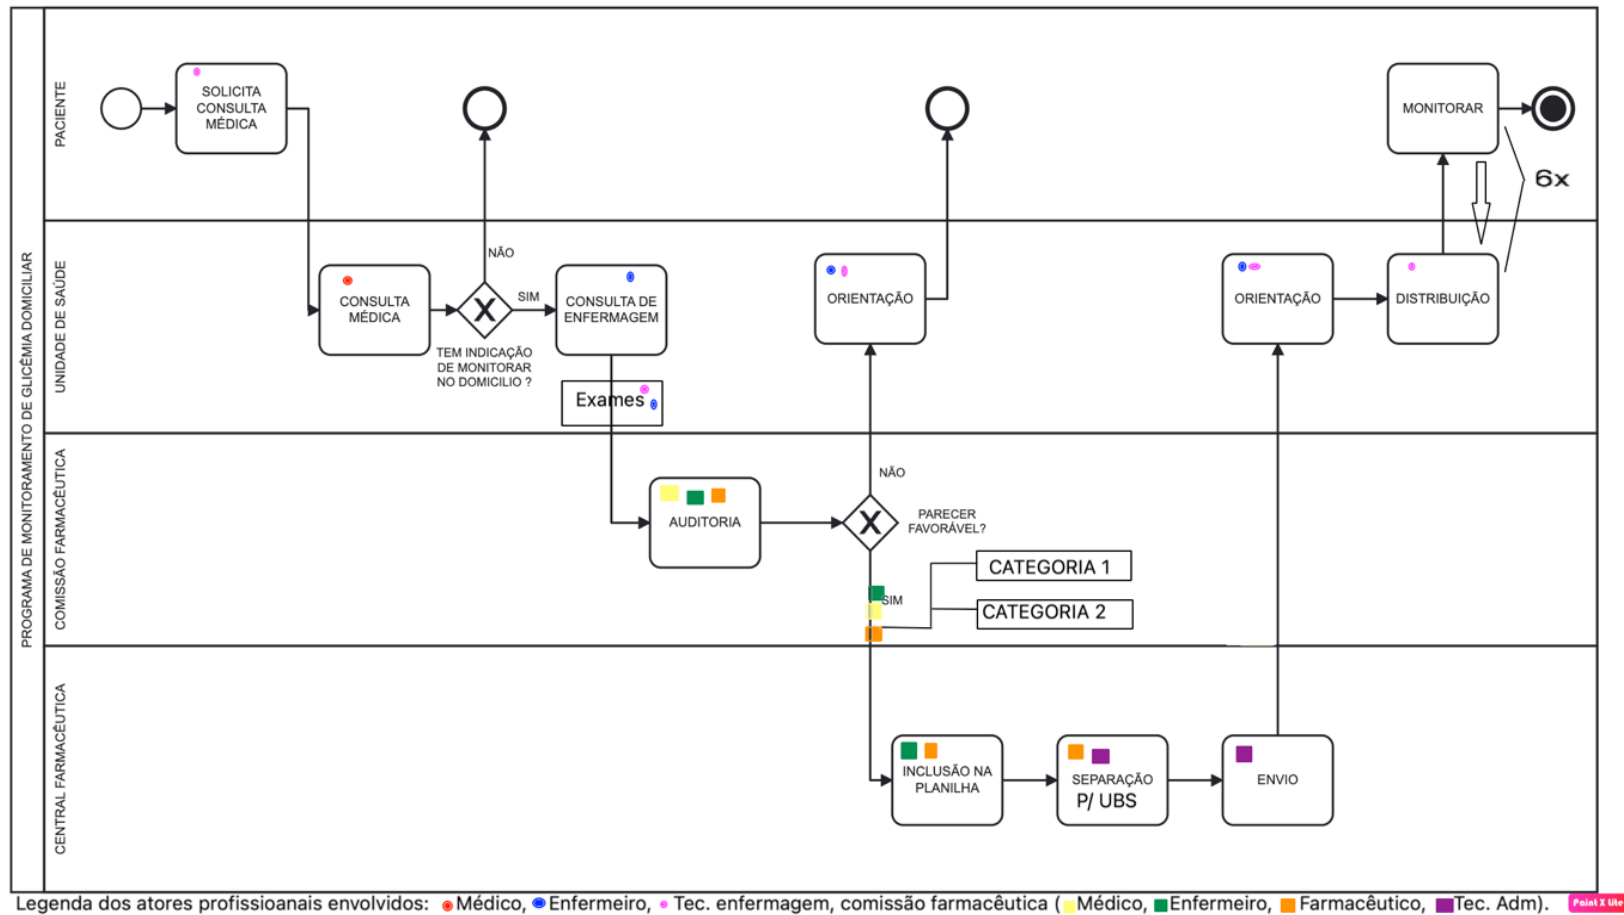 PROGRAMA DE MONITORAMENTO DE GLICÊMIA DOMICILIAR
PACIENTE
SOLICITA
CONSULTA
MÉDICA
MONITORAR
6x
UNIDADE DE SAÚDE
CONSULTA
MÉDICA
NÃO
SIM
TEM INDICAÇÃO
DE MONITORAR
NO DOMICILIO ?
CONSULTA DE
ENFERMAGEM
Exames
ORIENTAÇÃO
ORIENTAÇÃO
DISTRIBUIÇÃO
COMISSÃO FARMACÊUTICA
AUDITORIA
NÃO
PARECER
FAVORÁVEL?
SIM
CATEGORIA 1
CATEGORIA 2
CENTRAL FARMACÊUTICA
INCLUSÃO NA
PLANILHA
SEPARAÇÃO
P/ UBS
ENVIO
Legenda dos atores profissioanais envolvidos: Médico, Enfermeiro, Tec. enfermagem, comissão farmacêutica ( Médico, Enfermeiro, Farmacêutico, Tec. Adm).
Paint X Lite